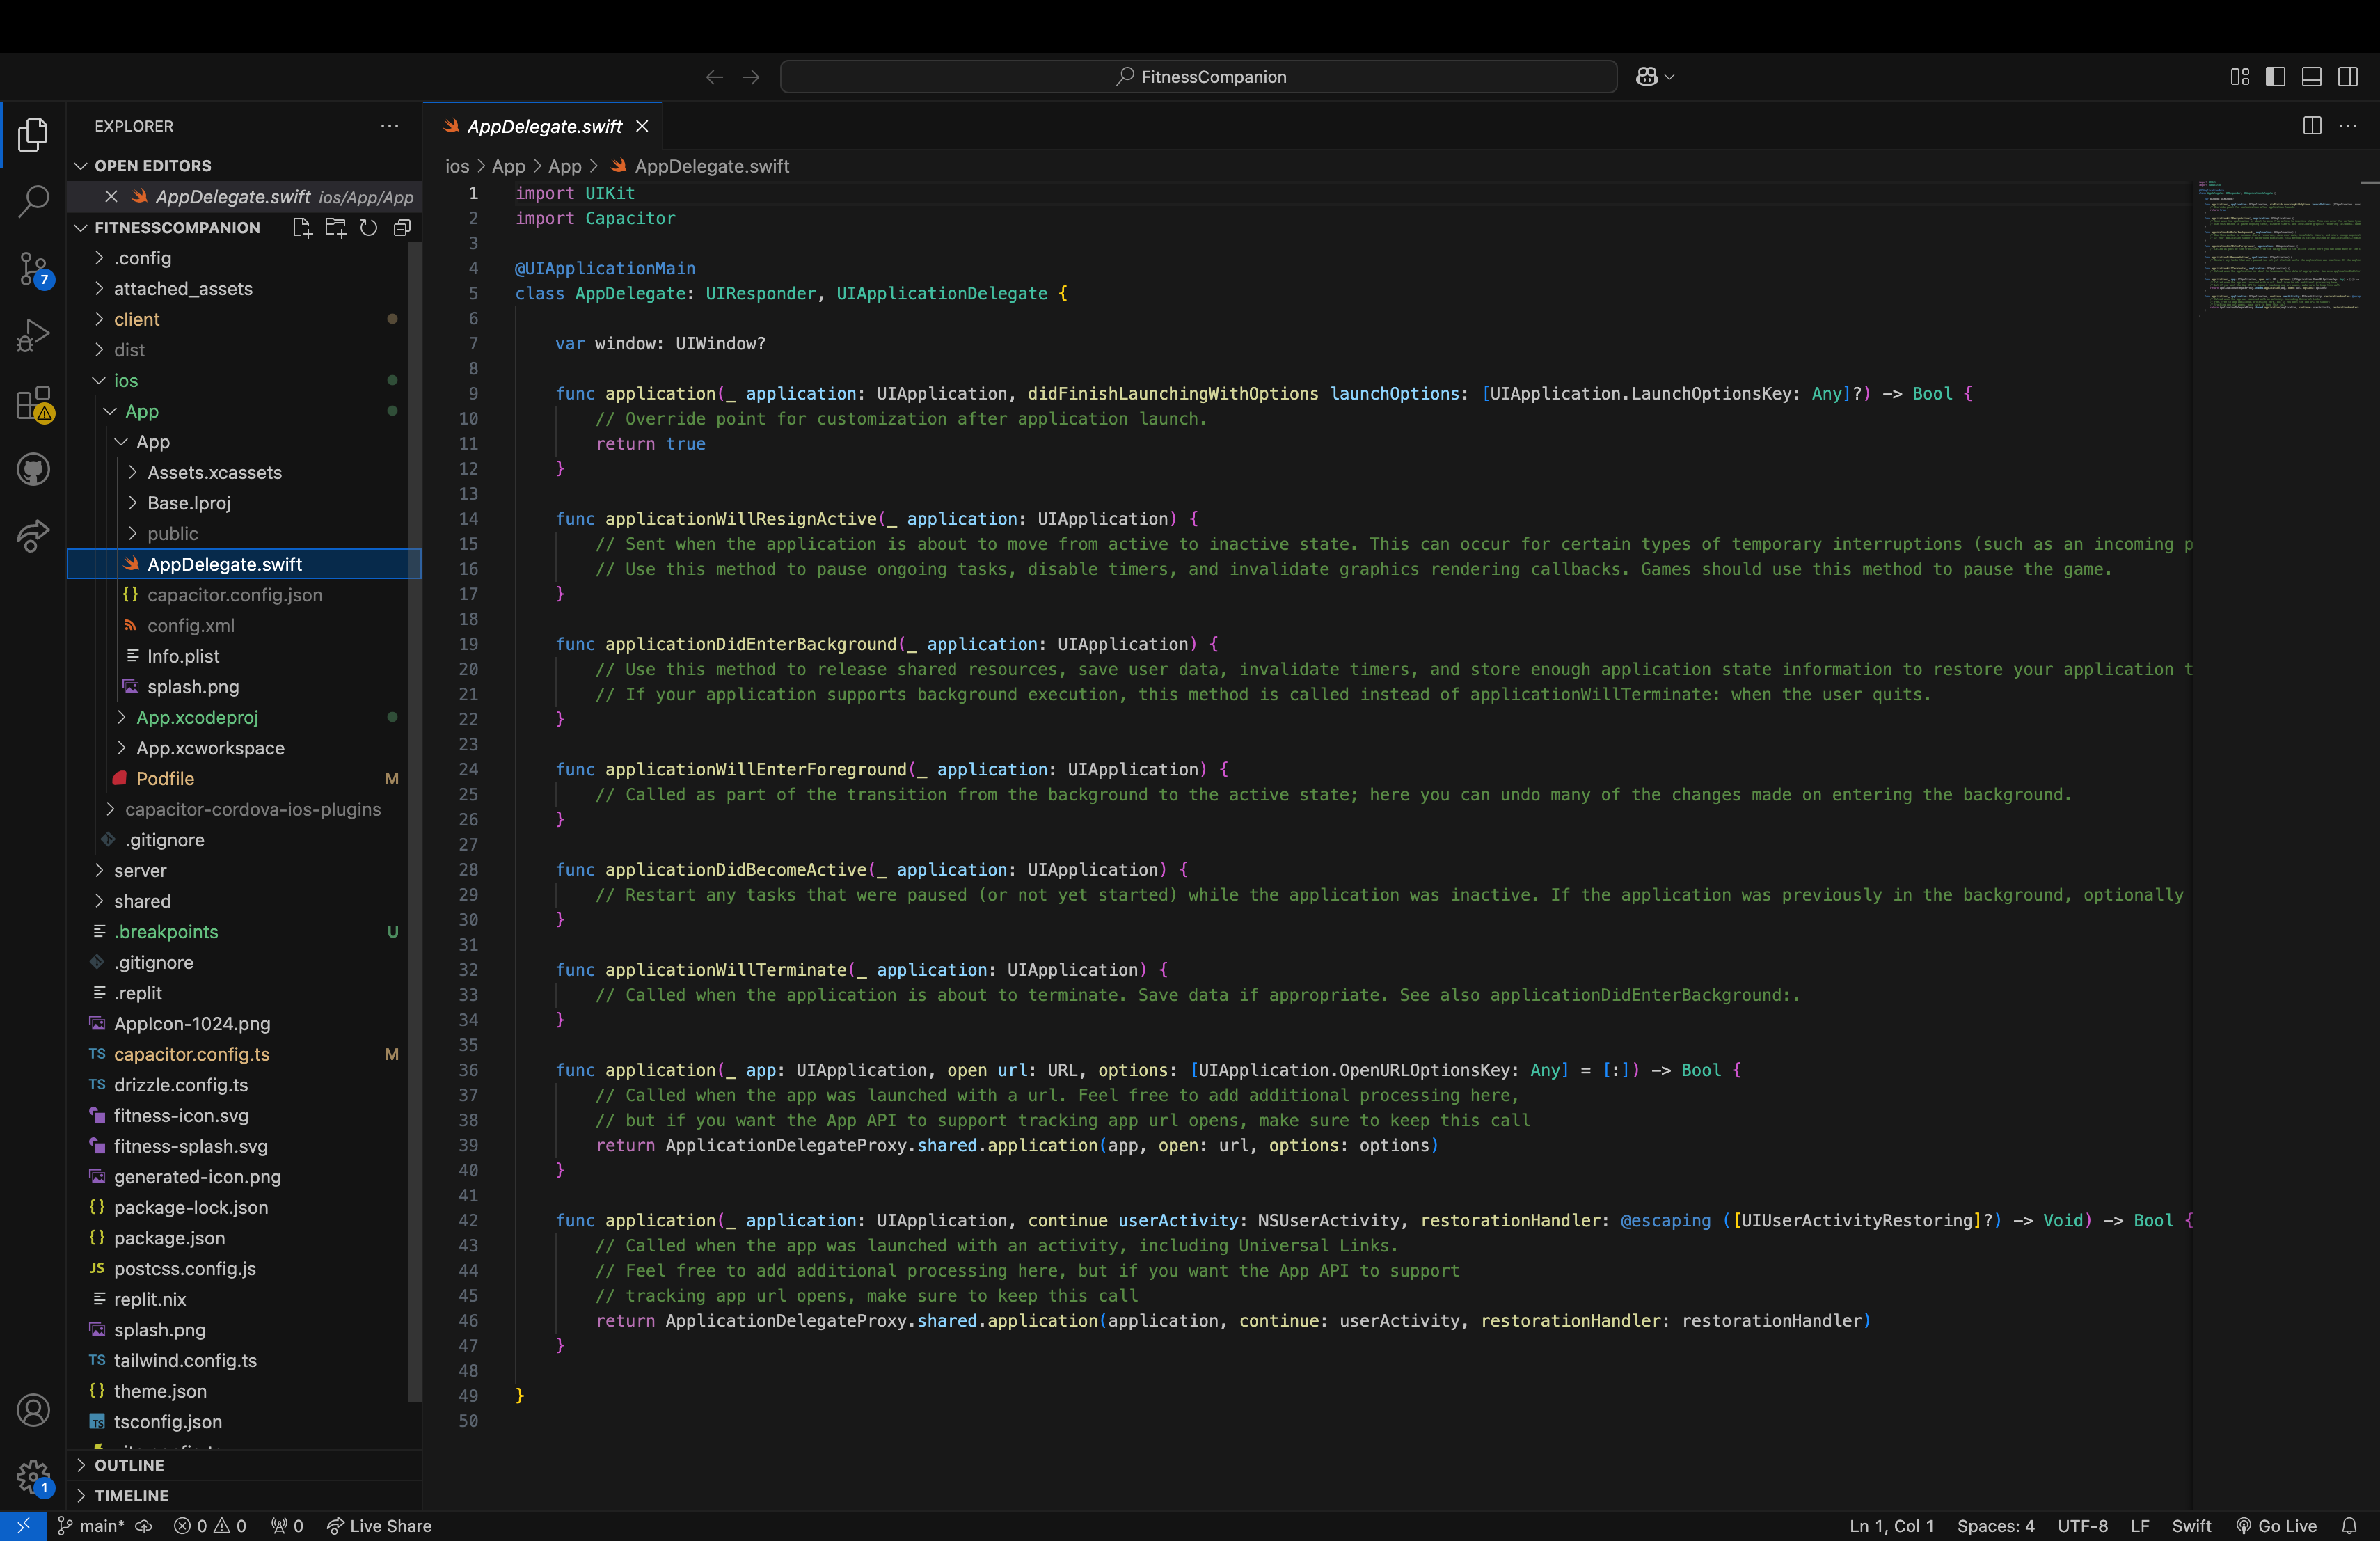 FitnessCompanion
EXPLORER
OPEN EDITORS
AppDelegate.swift ios/App/App
FITNESSCOMPANION
.config
attached_assets
client
dist
ios
App
App
Assets.xcassets
Base.lproj
public
AppDelegate.swift
capacitor.config.json
config.xml
Info.plist
splash.png
App.xcodeproj
App.xcworkspace
Podfile M
capacitor-cordova-ios-plugins
.gitignore
server
shared
.breakpoints U
.gitignore
.replit
AppIcon-1024.png
TS capacitor.config.ts M
TS drizzle.config.ts
fitness-icon.svg
fitness-splash.svg
generated-icon.png
{} package-lock.json
{} package.json
JS postcss.config.js
replit.nix
splash.png
TS tailwind.config.ts
{} theme.json
TS tsconfig.json
OUTLINE
TIMELINE
7
1
AppDelegate.swift
ios > App > App > AppDelegate.swift
1 import UIKit
2 import Capacitor
3
4 @UIApplicationMain
5 class AppDelegate: UIResponder, UIApplicationDelegate {
6
7 var window: UIWindow?
8
9 func application(_ application: UIApplication, didFinishLaunchingWithOptions launchOptions: [UIApplication.LaunchOptionsKey: Any]?) -> Bool {
10 // Override point for customization after application launch.
11 return true
12 }
13
14 func applicationWillResignActive(_ application: UIApplication) {
15 // Sent when the application is about to move from active to inactive state. This can occur for certain types of temporary interruptions (such as an incoming p
16 // Use this method to pause ongoing tasks, disable timers, and invalidate graphics rendering callbacks. Games should use this method to pause the game.
17 }
18
19 func applicationDidEnterBackground(_ application: UIApplication) {
20 // Use this method to release shared resources, save user data, invalidate timers, and store enough application state information to restore your application t
21 // If your application supports background execution, this method is called instead of applicationWillTerminate: when the user quits.
22 }
23
24 func applicationWillEnterForeground(_ application: UIApplication) {
25 // Called as part of the transition from the background to the active state; here you can undo many of the changes made on entering the background.
26 }
27
28 func applicationDidBecomeActive(_ application: UIApplication) {
29 // Restart any tasks that were paused (or not yet started) while the application was inactive. If the application was previously in the background, optionally
30 }
31
32 func applicationWillTerminate(_ application: UIApplication) {
33 // Called when the application is about to terminate. Save data if appropriate. See also applicationDidEnterBackground:.
34 }
35
36 func application(_ app: UIApplication, open url: URL, options: [UIApplication.OpenURLOptionsKey: Any] = [:]) -> Bool {
37 // Called when the app was launched with a url. Feel free to add additional processing here,
38 // but if you want the App API to support tracking app url opens, make sure to keep this call
39 return ApplicationDelegateProxy.shared.application(app, open: url, options: options)
40 }
41
42 func application(_ application: UIApplication, continue userActivity: NSUserActivity, restorationHandler: @escaping ([UIUserActivityRestoring]?) -> Void) -> Bool {
43 // Called when the app was launched with an activity, including Universal Links.
44 // Feel free to add additional processing here, but if you want the App API to support
45 // tracking app url opens, make sure to keep this call
46 return ApplicationDelegateProxy.shared.application(application, continue: userActivity, restorationHandler: restorationHandler)
47 }
48
49 }
50
main* 0 0 0 Live Share
Ln 1, Col 1 Spaces: 4 UTF-8 LF Swift Go Live